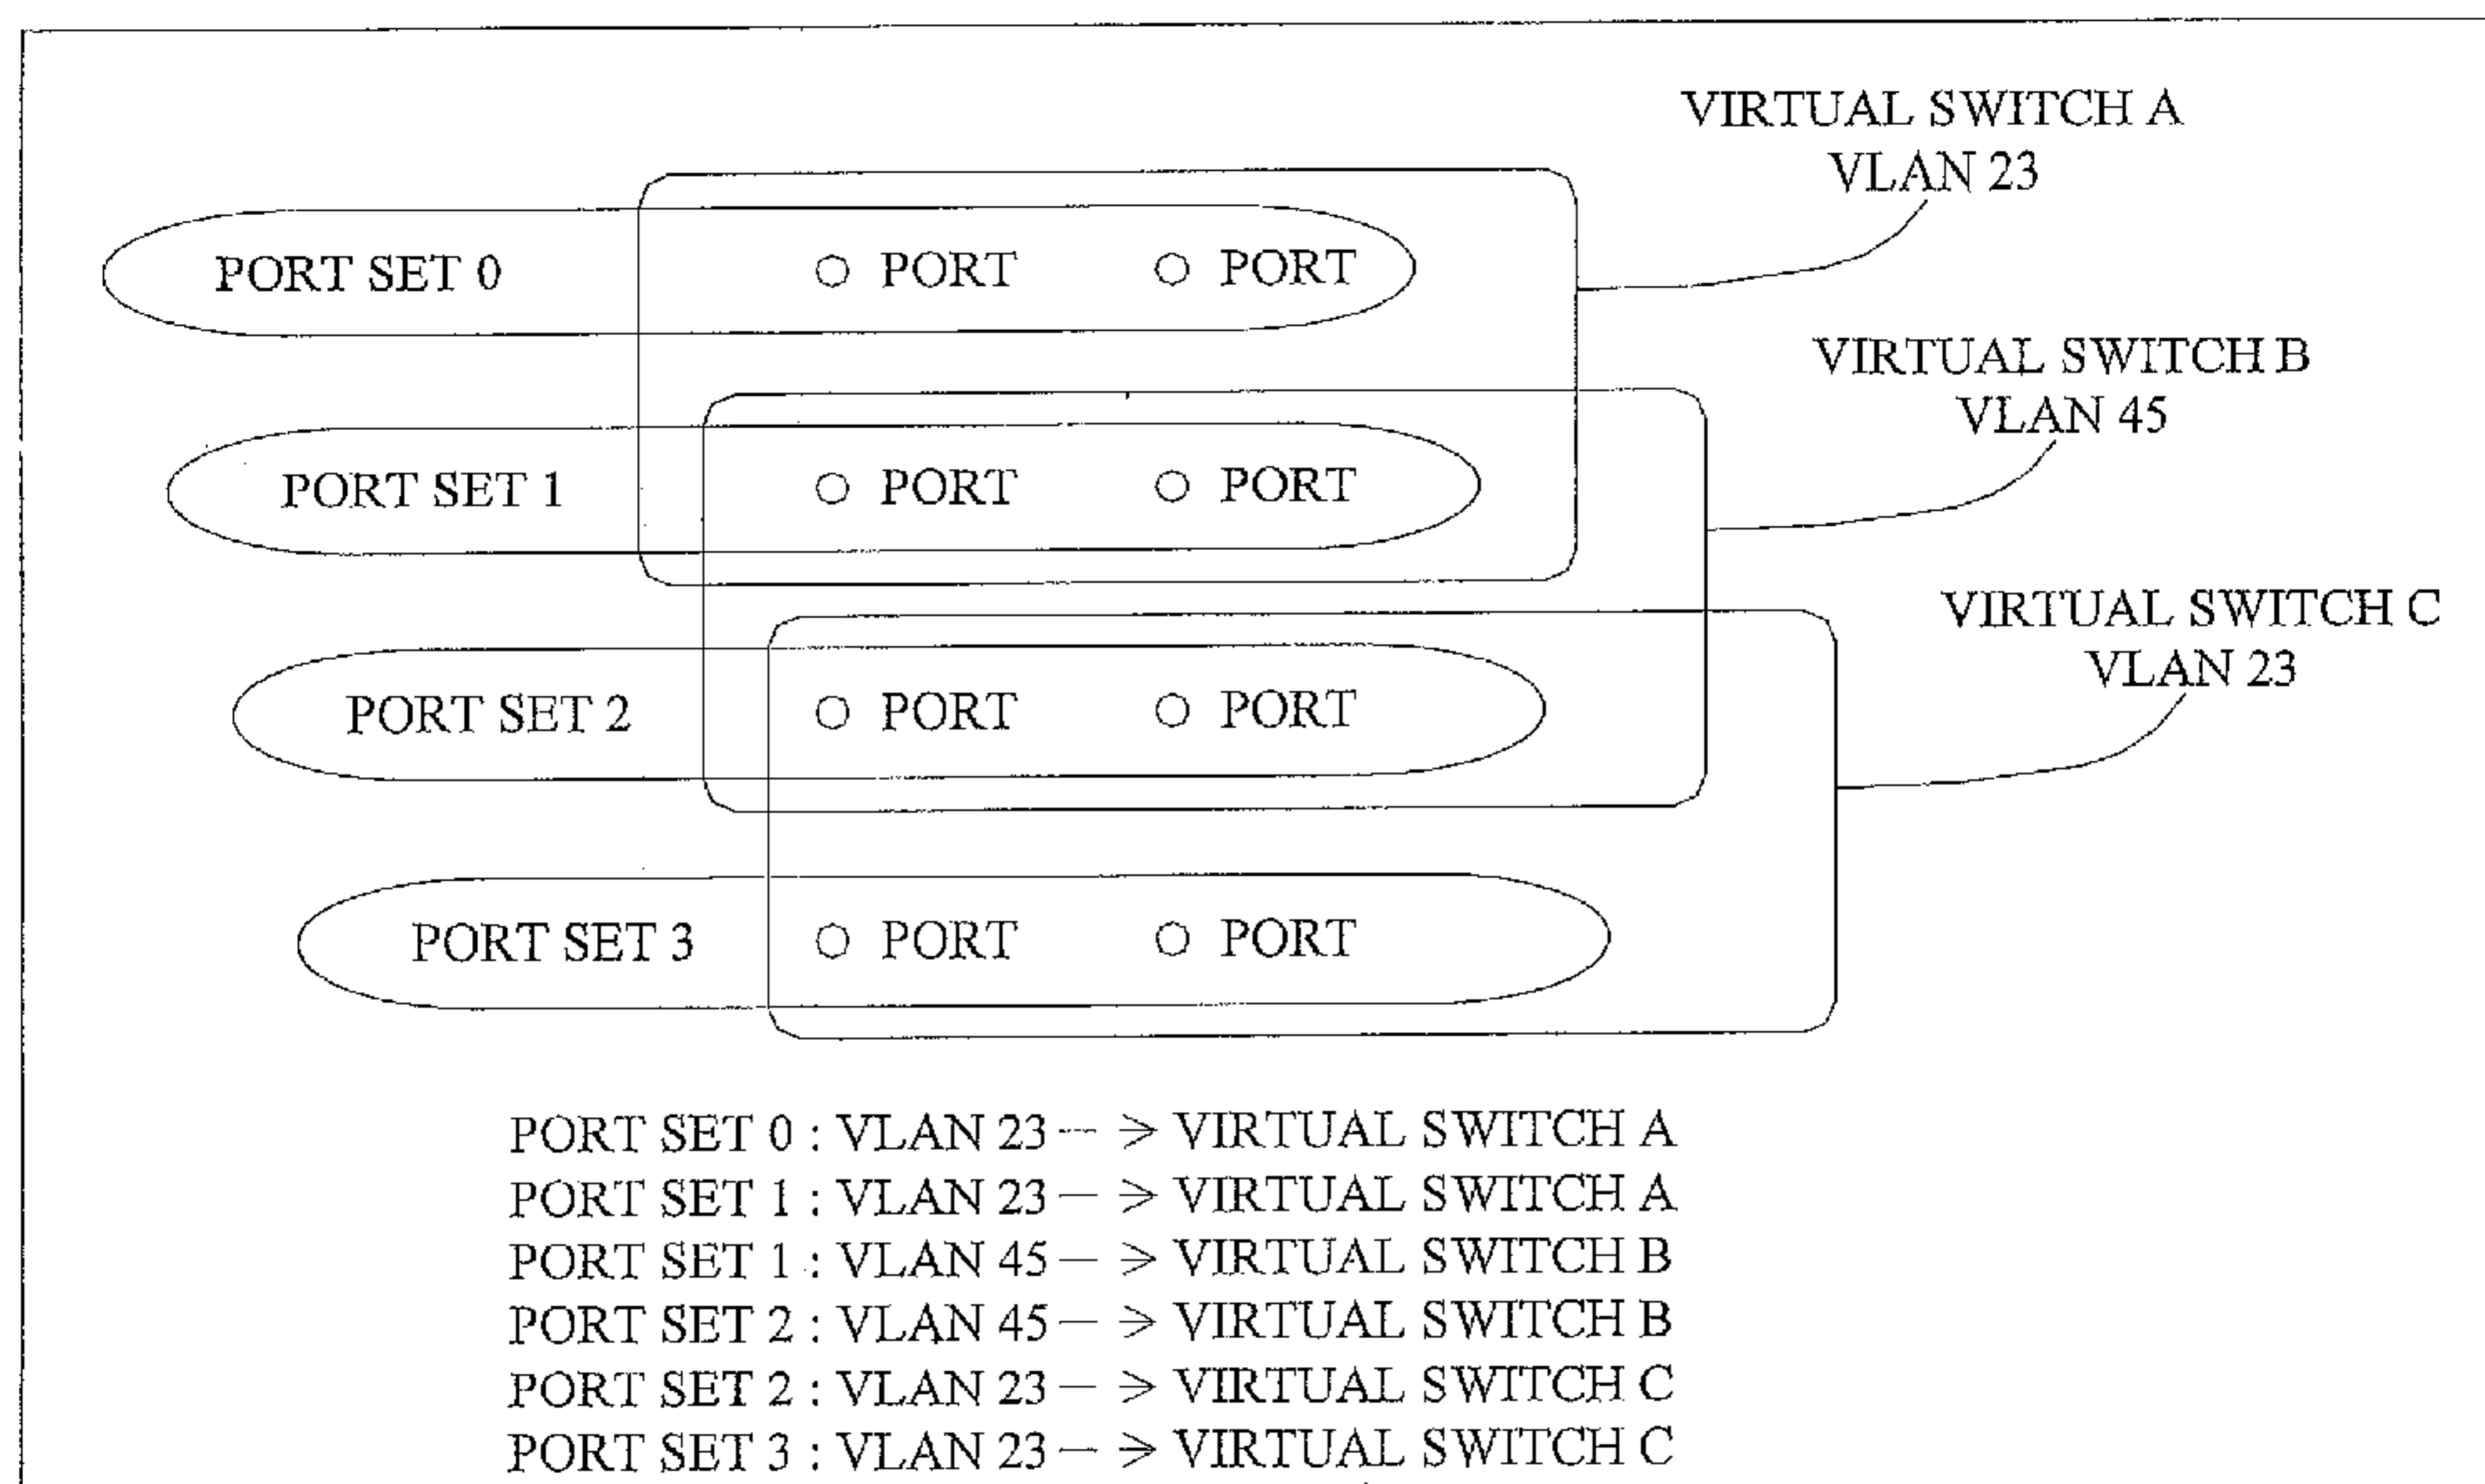 VIRTUAL SWITCH A
VLAN 23
PORT SET 0 PORT PORT
VIRTUAL SWITCH B
VLAN 45
PORT SET 1 PORT PORT
VIRTUAL SWITCH C
VLAN 23
PORT SET 2 PORT PORT
PORT SET 3 PORT PORT
PORT SET 0 : VLAN 23 -- > VIRTUAL SWITCH A
PORT SET 1 : VLAN 23 — > VIRTUAL SWITCH A
PORT SET 1 : VLAN 45 — > VIRTUAL SWITCH B
PORT SET 2 : VLAN 45 — > VIRTUAL SWITCH B
PORT SET 2 : VLAN 23 — > VIRTUAL SWITCH C
PORT SET 3 : VLAN 23 — > VIRTUAL SWITCH C